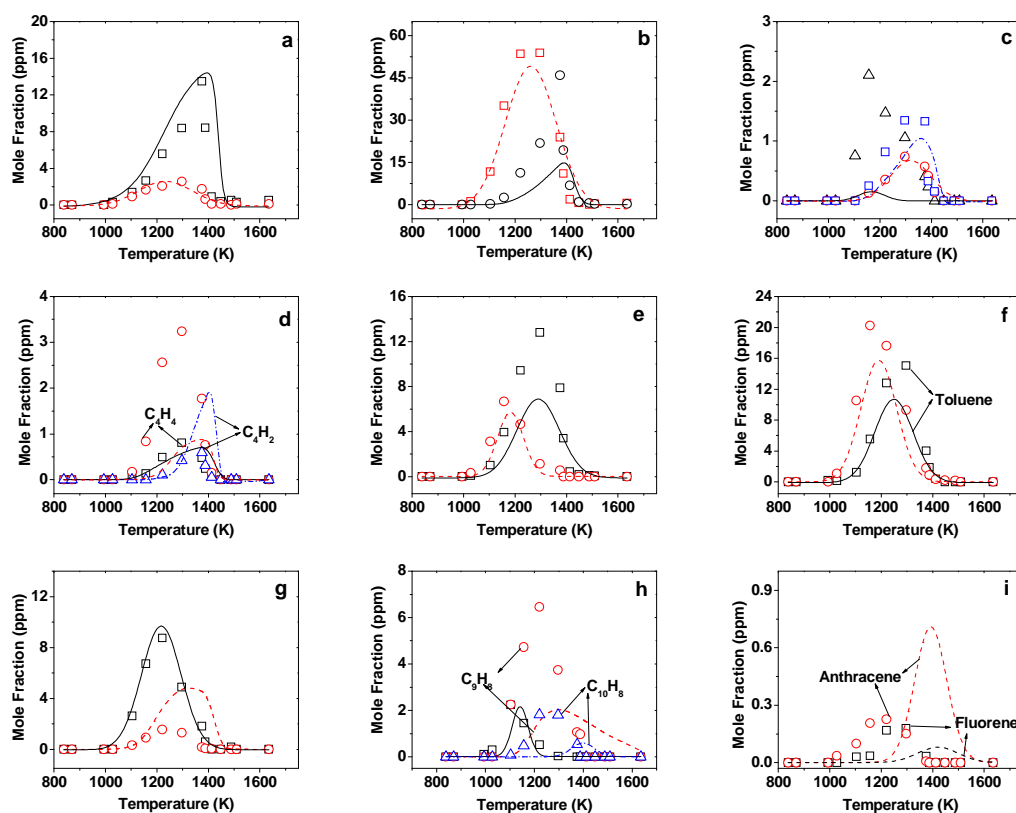 a
20
16
12
8
4
0
Mole Fraction (ppm)
800 1000 1200 1400 1600
Temperature (K)
b
60
45
30
15
0
Mole Fraction (ppm)
800 1000 1200 1400 1600
Temperature (K)
c
3
2
1
0
Mole Fraction (ppm)
800 1000 1200 1400 1600
Temperature (K)
d
4
3
2
1
0
Mole Fraction (ppm)
C4H4
C4H2
800 1000 1200 1400 1600
Temperature (K)
e
16
12
8
4
0
Mole Fraction (ppm)
800 1000 1200 1400 1600
Temperature (K)
f
24
20
16
12
8
4
0
Mole Fraction (ppm)
Toluene
800 1000 1200 1400 1600
Temperature (K)
g
12
8
4
0
Mole Fraction (ppm)
800 1000 1200 1400 1600
Temperature (K)
h
8
6
4
2
0
Mole Fraction (ppm)
C9H8
C10H8
800 1000 1200 1400 1600
Temperature (K)
i
0.9
0.6
0.3
0.0
Mole Fraction (ppm)
Anthracene
Fluorene
800 1000 1200 1400 1600
Temperature (K)